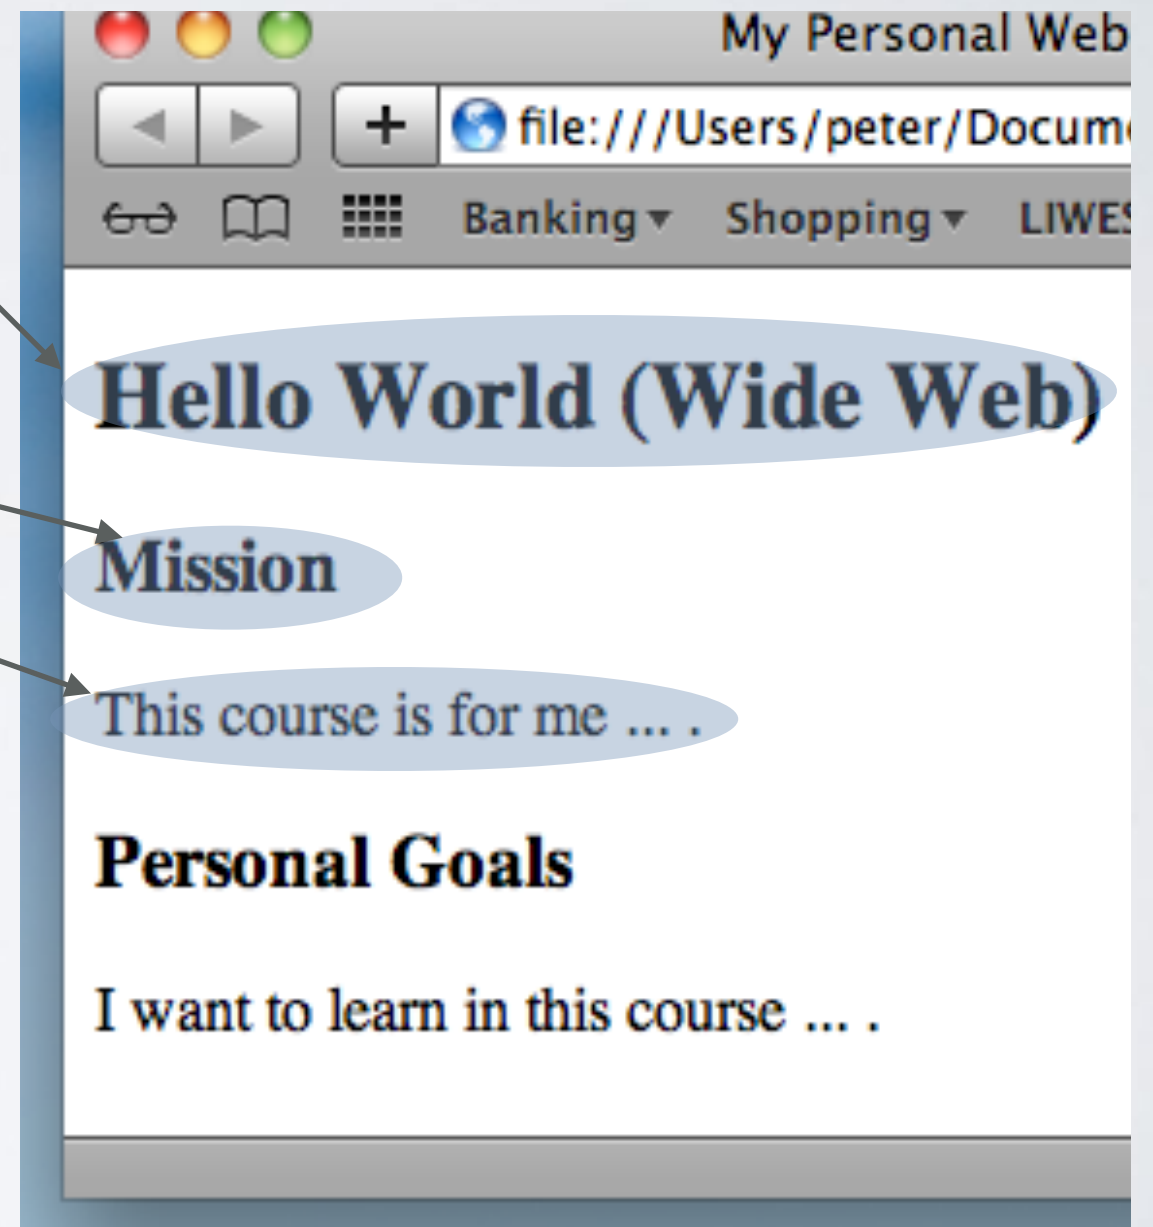 My Personal Web
file:///Users/peter/Docum
Banking Shopping LIWES
Hello World (Wide Web)
Mission
This course is for me ... .
Personal Goals
I want to learn in this course ... .